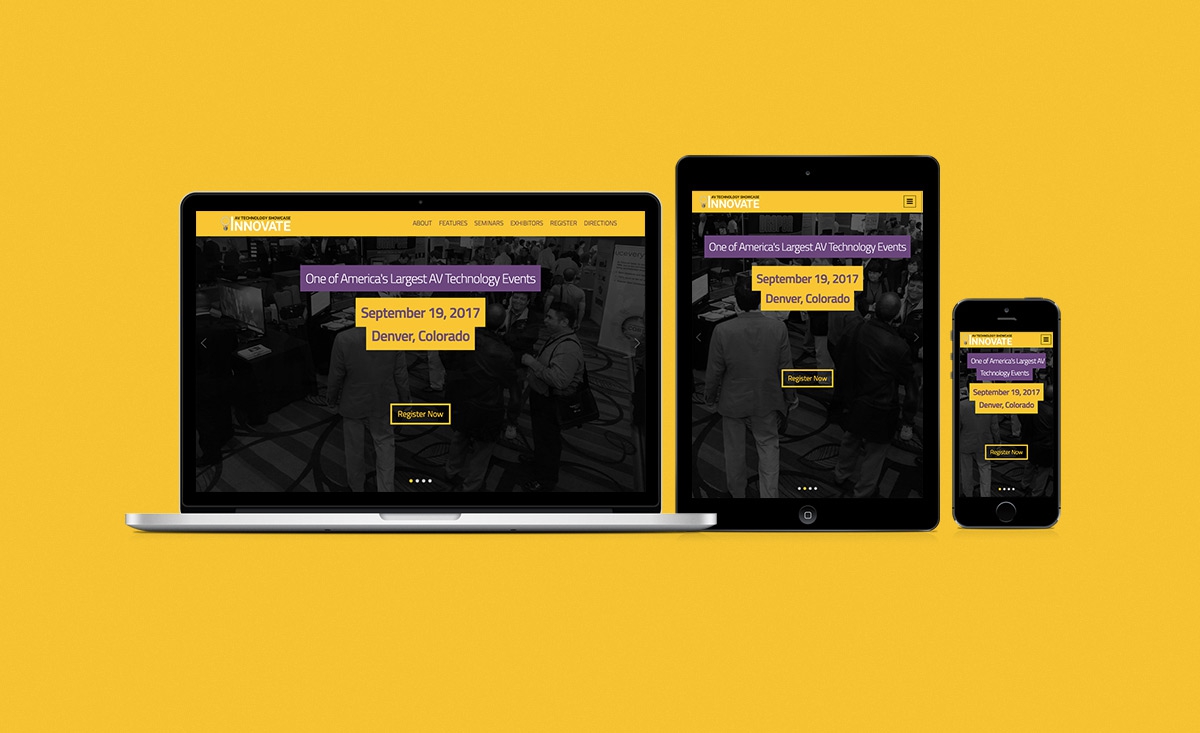 AV TECHNOLOGY SHOWCASE
INNOVATE
ABOUT FEATURES SEMINARS EXHIBITORS REGISTER DIRECTIONS
One of America's Largest AV Technology Events
September 19, 2017
Denver, Colorado
Register Now
AV TECHNOLOGY SHOWCASE
INNOVATE
One of America's Largest AV Technology Events
September 19, 2017
Denver, Colorado
Register Now
AV TECHNOLOGY SHOWCASE
INNOVATE
One of America's Largest AV
Technology Events
September 19, 2017
Denver, Colorado
Register Now